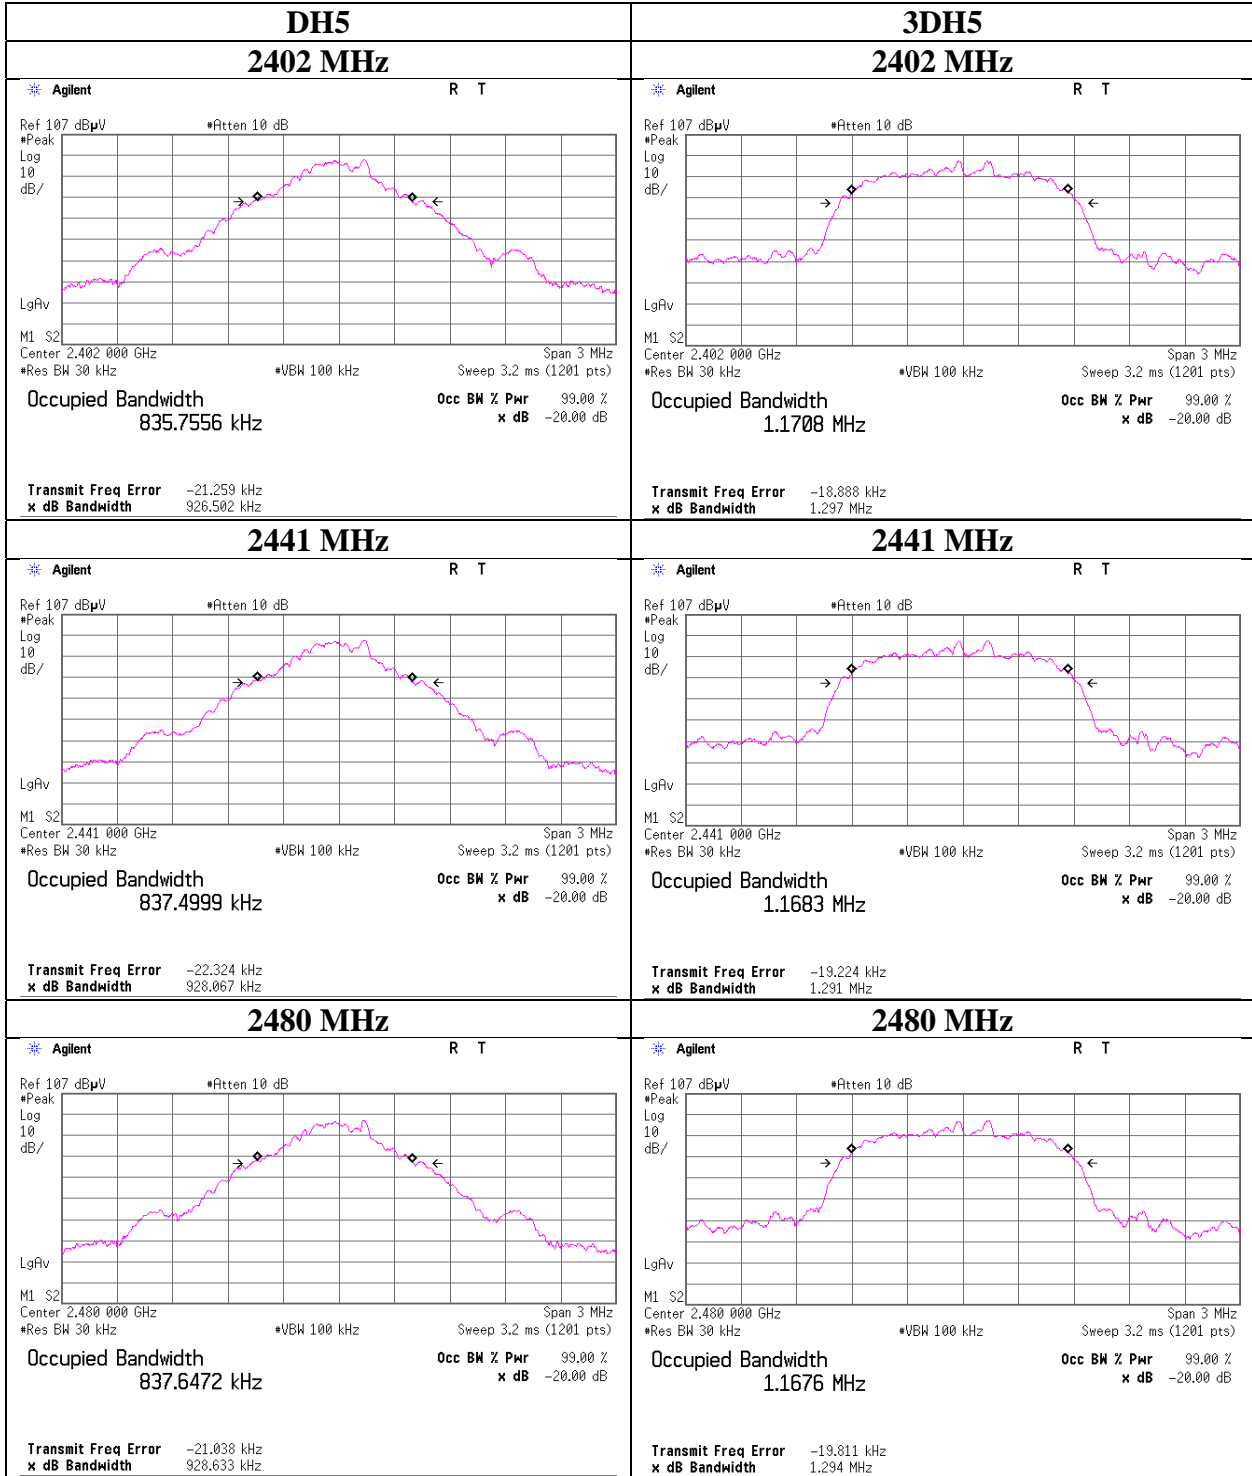 DH5 3DH5
2402 MHz 2402 MHz
Agilent R T
Ref 107 dBµV #Atten 10 dB
#Peak
Log
10
dB/
LgAv
M1 S2
Center 2.402 000 GHz Span 3 MHz
#Res BW 30 kHz #VBW 100 kHz Sweep 3.2 ms (1201 pts)
Occupied Bandwidth Occ BW % Pwr 99.00 %
835.7556 kHz x dB -20.00 dB
Transmit Freq Error -21.259 kHz
x dB Bandwidth 926.502 kHz
Agilent R T
Ref 107 dBµV #Atten 10 dB
#Peak
Log
10
dB/
LgAv
M1 S2
Center 2.402 000 GHz Span 3 MHz
#Res BW 30 kHz #VBW 100 kHz Sweep 3.2 ms (1201 pts)
Occupied Bandwidth Occ BW % Pwr 99.00 %
1.1708 MHz x dB -20.00 dB
Transmit Freq Error -18.888 kHz
x dB Bandwidth 1.297 MHz
2441 MHz 2441 MHz
Agilent R T
Ref 107 dBµV #Atten 10 dB
#Peak
Log
10
dB/
LgAv
M1 S2
Center 2.441 000 GHz Span 3 MHz
#Res BW 30 kHz #VBW 100 kHz Sweep 3.2 ms (1201 pts)
Occupied Bandwidth Occ BW % Pwr 99.00 %
837.4999 kHz x dB -20.00 dB
Transmit Freq Error -22.324 kHz
x dB Bandwidth 928.067 kHz
Agilent R T
Ref 107 dBµV #Atten 10 dB
#Peak
Log
10
dB/
LgAv
M1 S2
Center 2.441 000 GHz Span 3 MHz
#Res BW 30 kHz #VBW 100 kHz Sweep 3.2 ms (1201 pts)
Occupied Bandwidth Occ BW % Pwr 99.00 %
1.1683 MHz x dB -20.00 dB
Transmit Freq Error -19.224 kHz
x dB Bandwidth 1.291 MHz
2480 MHz 2480 MHz
Agilent R T
Ref 107 dBµV #Atten 10 dB
#Peak
Log
10
dB/
LgAv
M1 S2
Center 2.480 000 GHz Span 3 MHz
#Res BW 30 kHz #VBW 100 kHz Sweep 3.2 ms (1201 pts)
Occupied Bandwidth Occ BW % Pwr 99.00 %
837.6472 kHz x dB -20.00 dB
Transmit Freq Error -21.038 kHz
x dB Bandwidth 928.633 kHz
Agilent R T
Ref 107 dBµV #Atten 10 dB
#Peak
Log
10
dB/
LgAv
M1 S2
Center 2.480 000 GHz Span 3 MHz
#Res BW 30 kHz #VBW 100 kHz Sweep 3.2 ms (1201 pts)
Occupied Bandwidth Occ BW % Pwr 99.00 %
1.1676 MHz x dB -20.00 dB
Transmit Freq Error -19.811 kHz
x dB Bandwidth 1.294 MHz